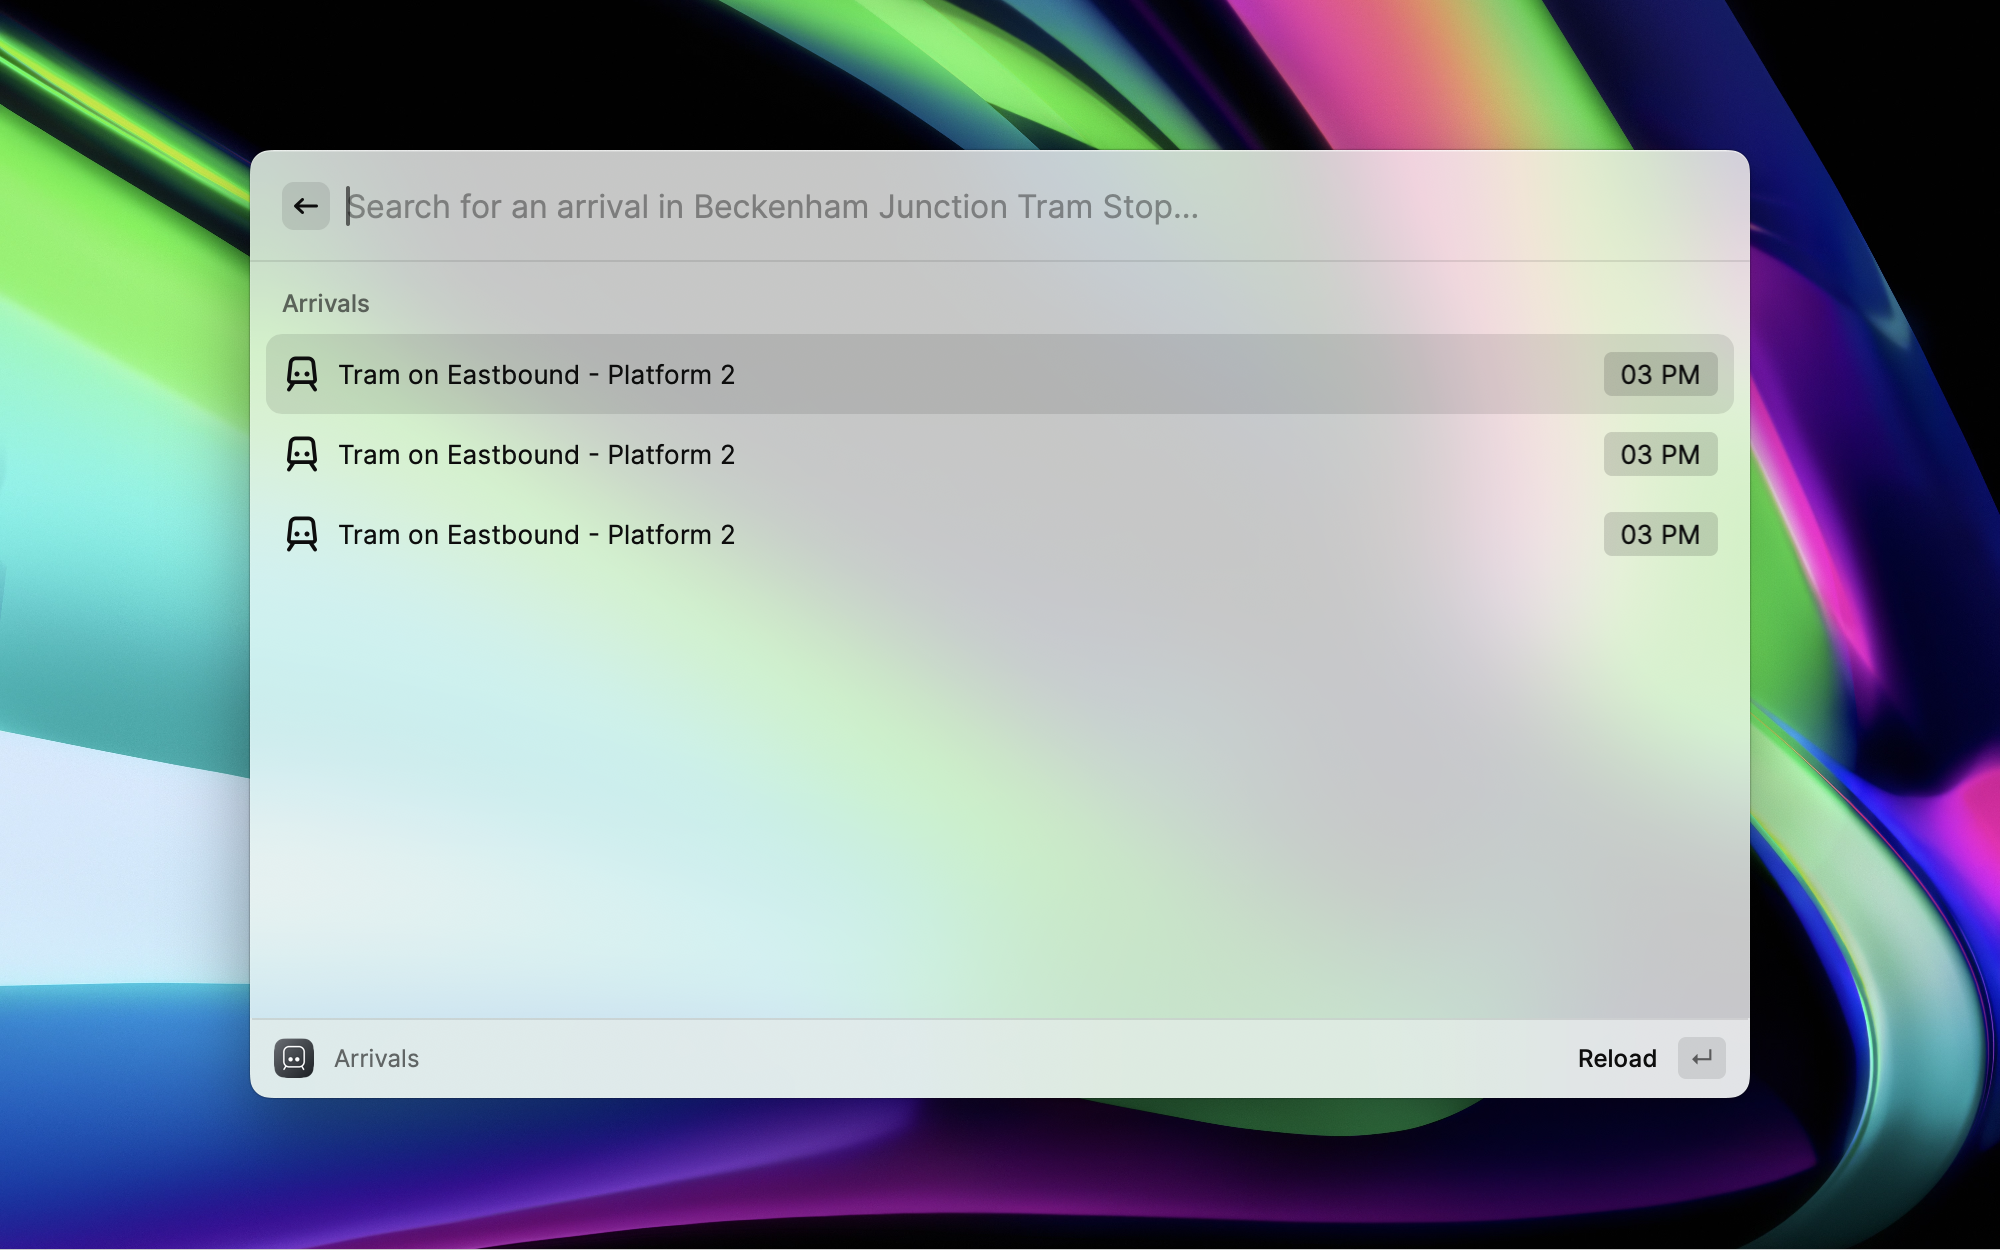 Search for an arrival in Beckenham Junction Tram Stop...
Arrivals
Tram on Eastbound - Platform 2 03 PM
Tram on Eastbound - Platform 2 03 PM
Tram on Eastbound - Platform 2 03 PM
Arrivals Reload